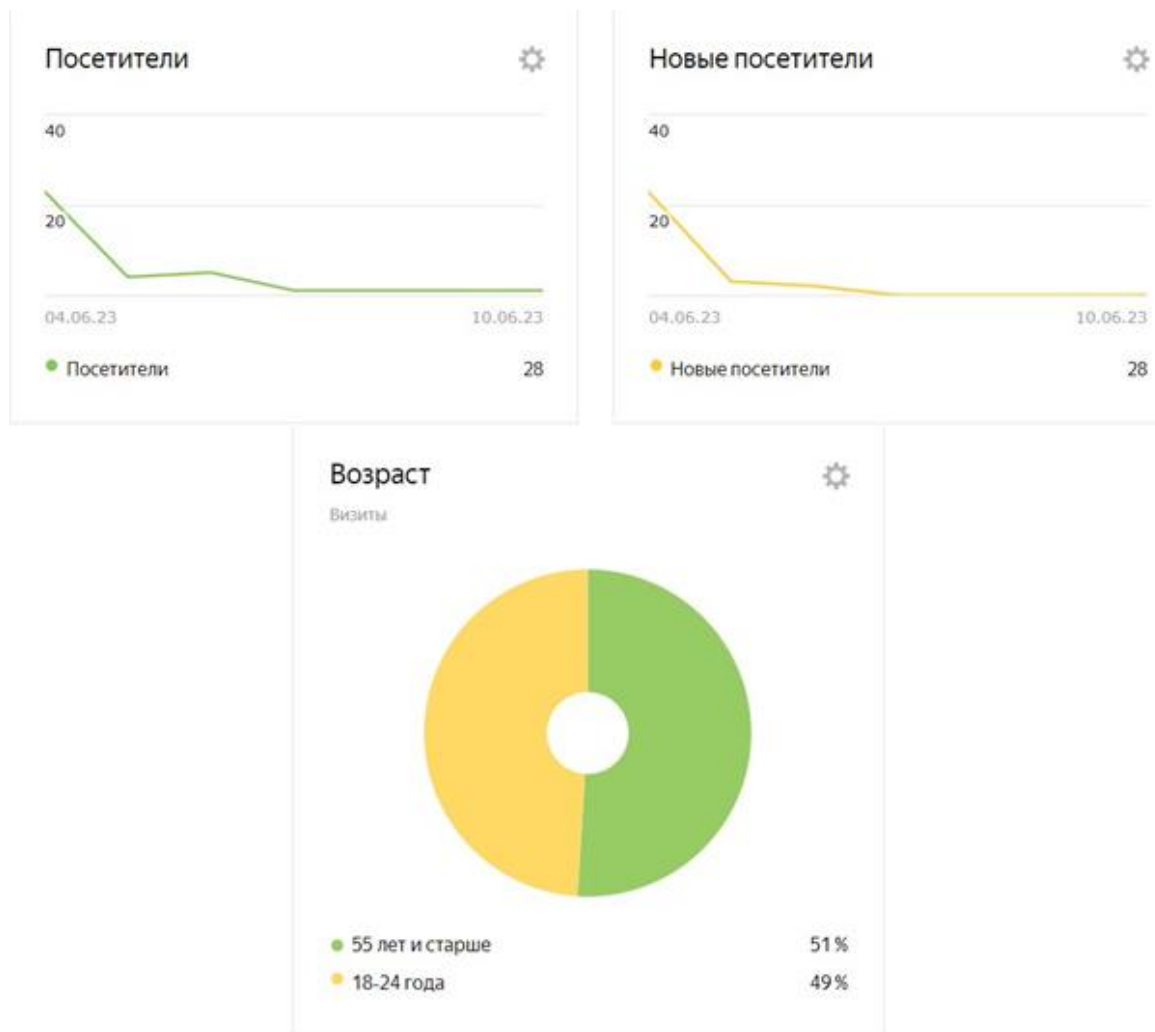 Посетители
40
20
04.06.23 10.06.23
Посетители 28
Новые посетители
40
20
04.06.23 10.06.23
Новые посетители 28
Возраст
Визиты
55 лет и старше 51%
18-24 года 49%